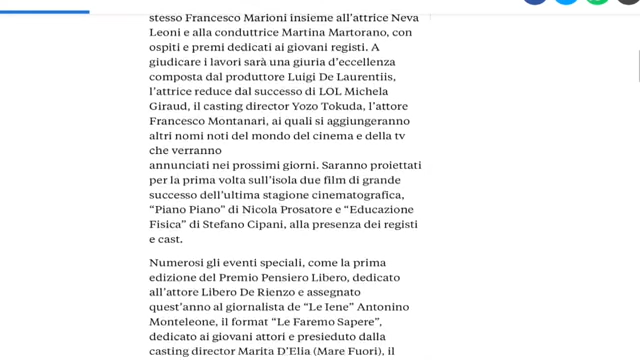 stesso Francesco Marioni insieme all’attrice Neva
Leoni e alla conduttrice Martina Martorano, con
ospiti e premi dedicati ai giovani registi. A
giudicare i lavori sarà una giuria d’eccellenza
composta dal produttore Luigi De Laurentiis,
l’attrice reduce dal successo di LOL Michela
Giraud, il casting director Yozo Tokuda, l’attore
Francesco Montanari, ai quali si aggiungeranno
altri nomi noti del mondo del cinema e della tv
che verranno
annunciati nei prossimi giorni. Saranno proiettati
per la prima volta sull’isola due film di grande
successo dell’ultima stagione cinematografica,
“Piano Piano” di Nicola Prosatore e “Educazione
Fisica” di Stefano Cipani, alla presenza dei registi
e cast.
Numerosi gli eventi speciali, come la prima
edizione del Premio Pensiero Libero, dedicato
all’attore Libero De Rienzo e assegnato
quest’anno al giornalista de “Le Iene” Antonino
Monteleone, il format “Le Faremo Sapere”,
dedicato ai giovani attori e presieduto dalla
casting director Marita D’Elia (Mare Fuori), il